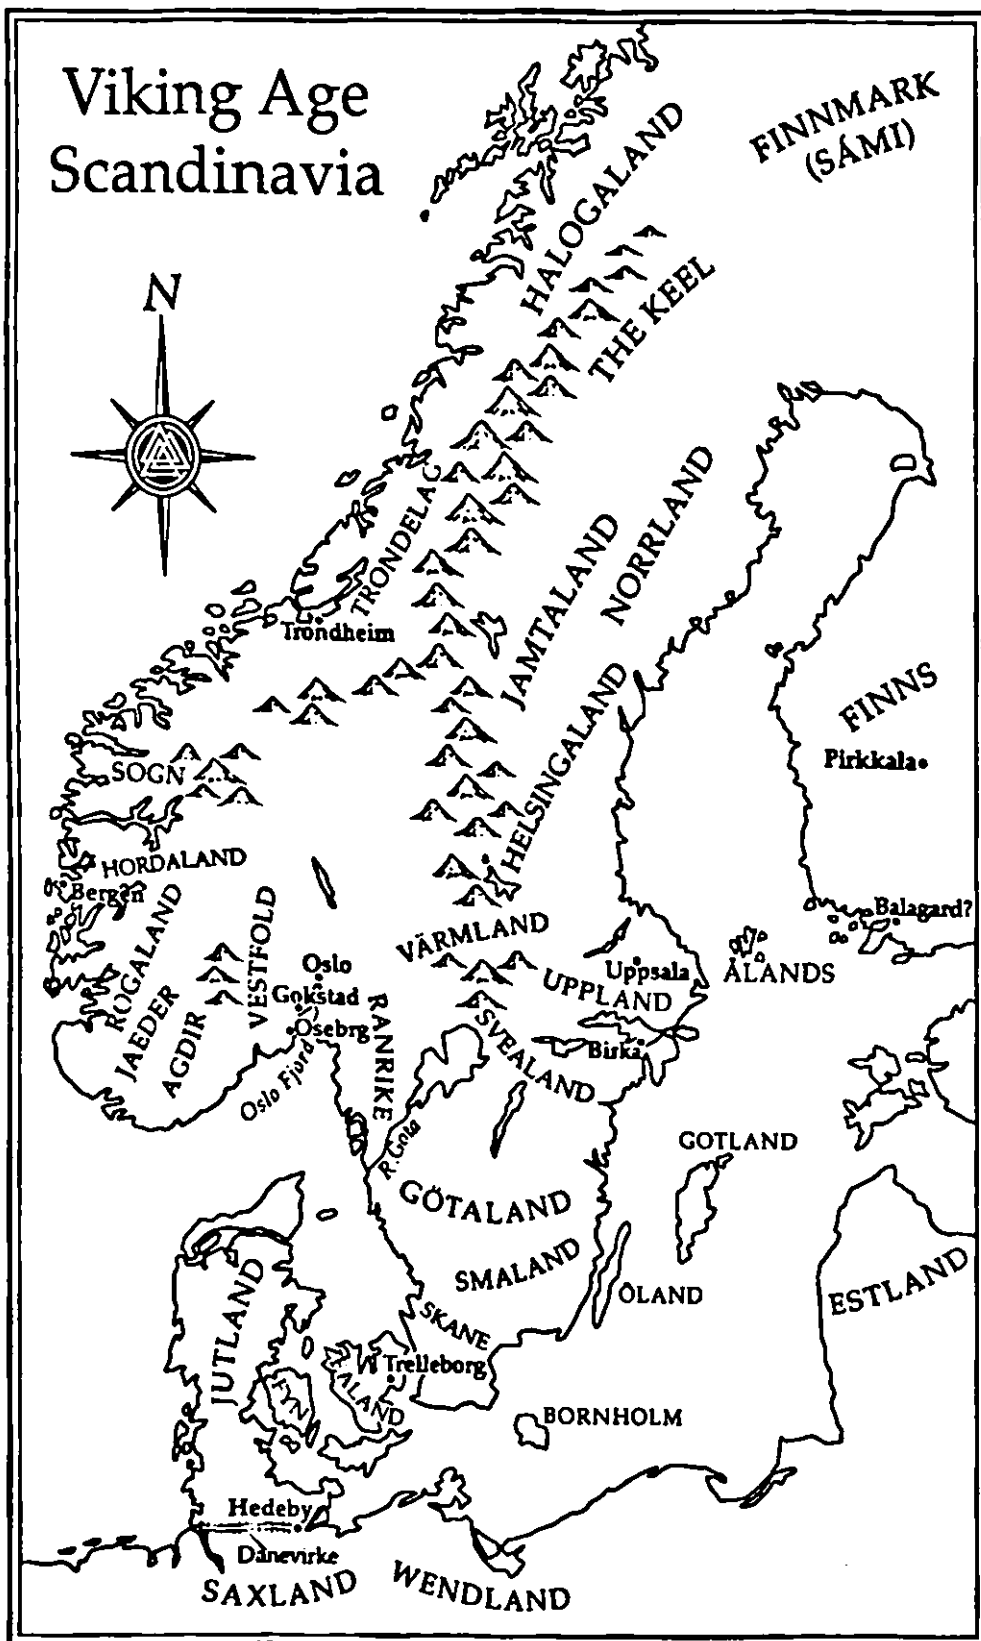 Viking Age
Scandinavia
FINNMARK
(SÁMI)
N
HALOGALAND
THE KEEL
TRONDELAG
NORRLAND
JAMTALAND
Trondheim
HELSINGALAND
FINNS
Pirkkala
SOGN
HORDALAND
Bergen
ROGALAND
VESTFOLD
VÄRMLAND
Balagard?
JAEDER
AGDIR
Oslo
Gokstad
Osebrg
Oslo Fjord
RANRIKE
UPPLAND
Uppsala
ÅLANDS
SVEALAND
Birka
R. Gota
GOTLAND
GÖTALAND
SMALAND
ÖLAND
ESTLAND
JUTLAND
SKANE
Trelleborg
FYN
ZEALAND
BORNHOLM
Hedeby
Danevirke
SAXLAND
WENDLAND